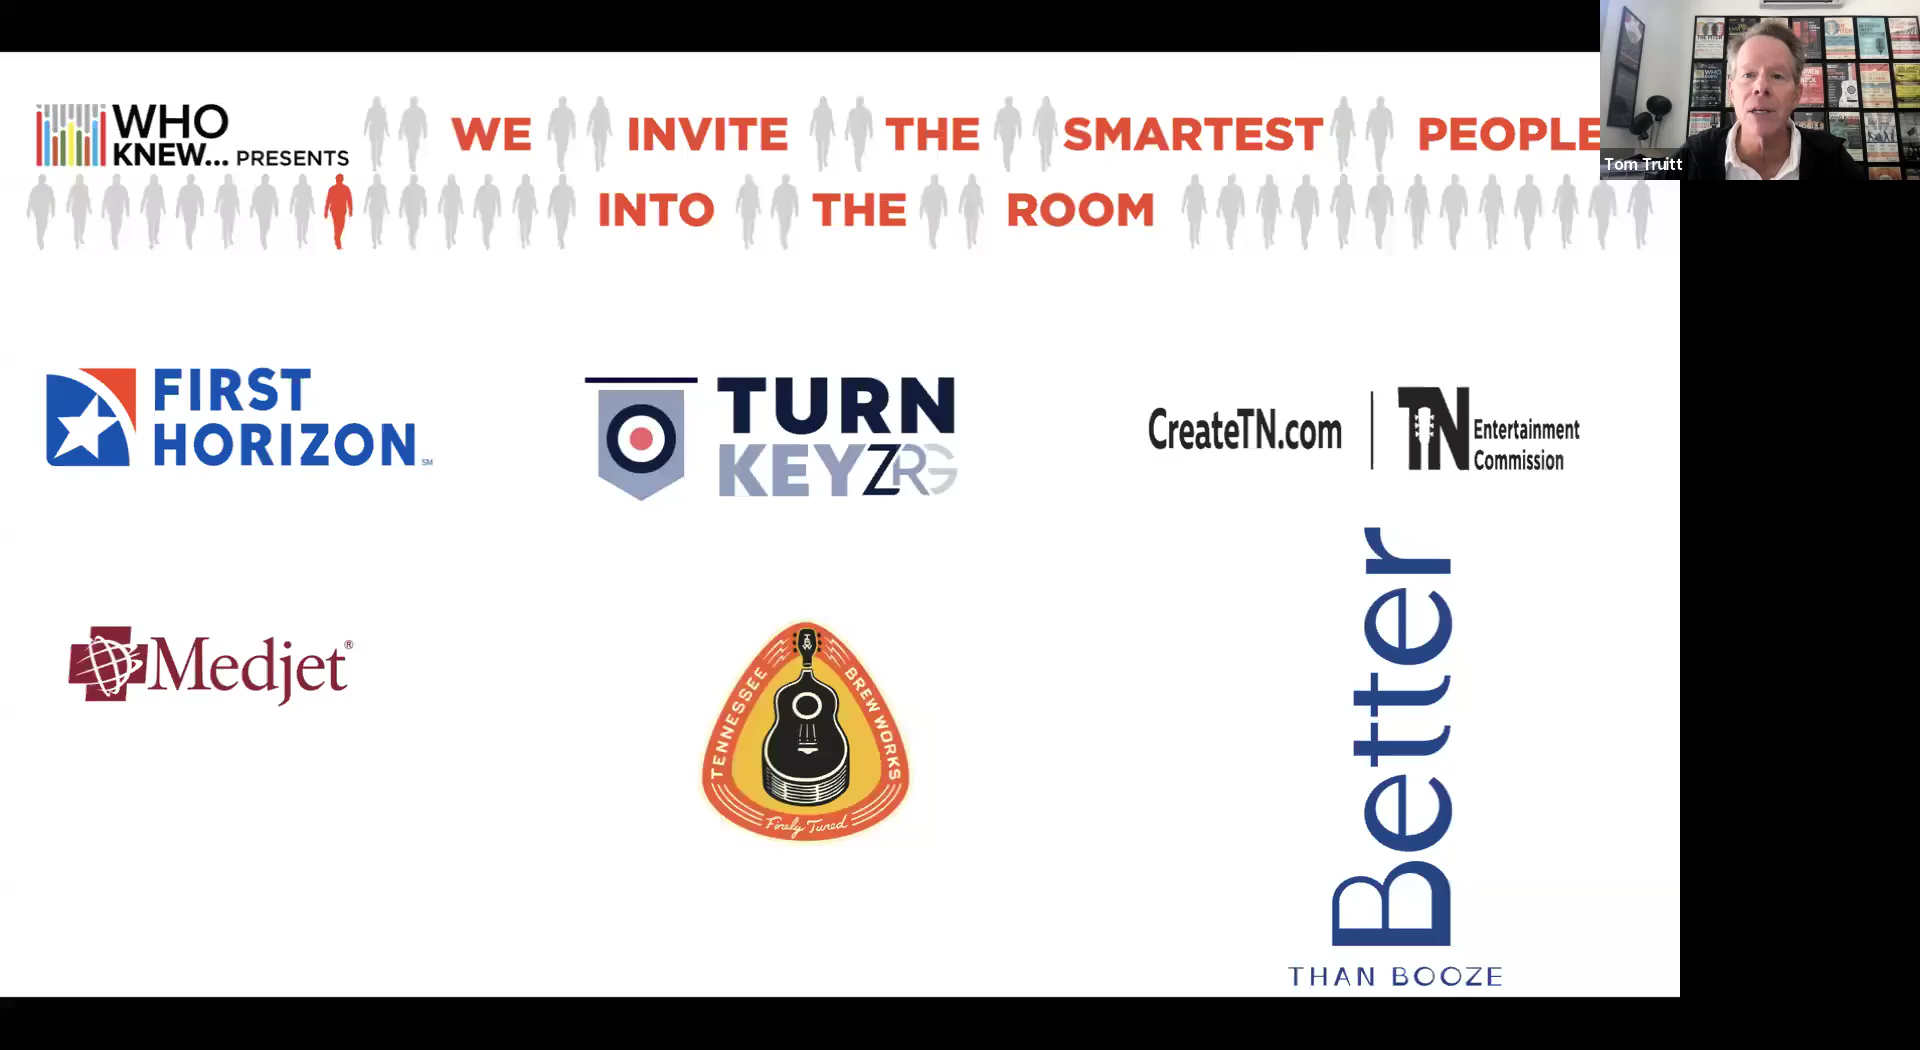 WHO
KNEW... PRESENTS
WE INVITE THE SMARTEST PEOPLE
INTO THE ROOM
Tom Truitt
FIRST
HORIZON
SM
TURN
KEYZRG
CreateTN.com
TN Entertainment
Commission
Medjet®
TENNESSEE BREW WORKS
Finely Tuned
Better
THAN BOOZE